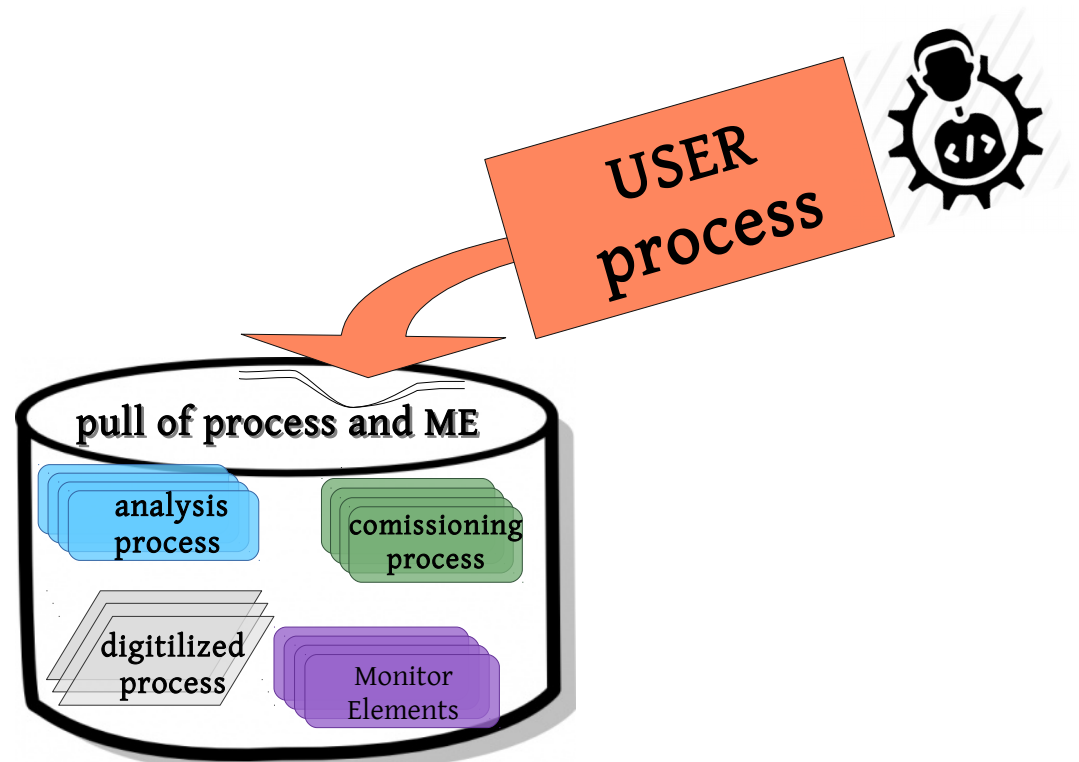 USER
process
</>
pull of process and ME
analysis
process
comissioning
process
digitilized
process
Monitor
Elements